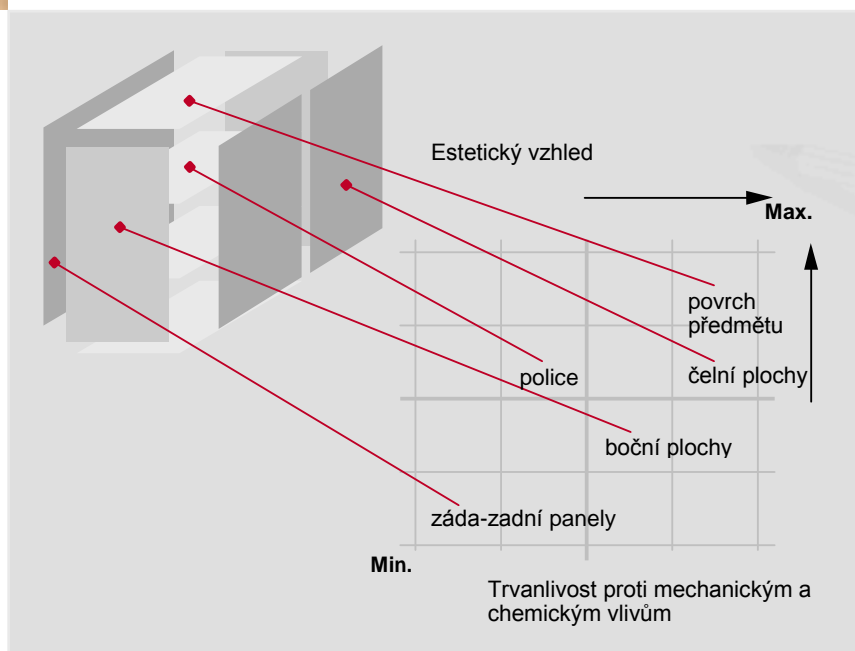 Estetický vzhled
Max.
povrch
předmětu
police
čelní plochy
boční plochy
záda-zadní panely
Min.
Trvanlivost proti mechanickým a
chemickým vlivům